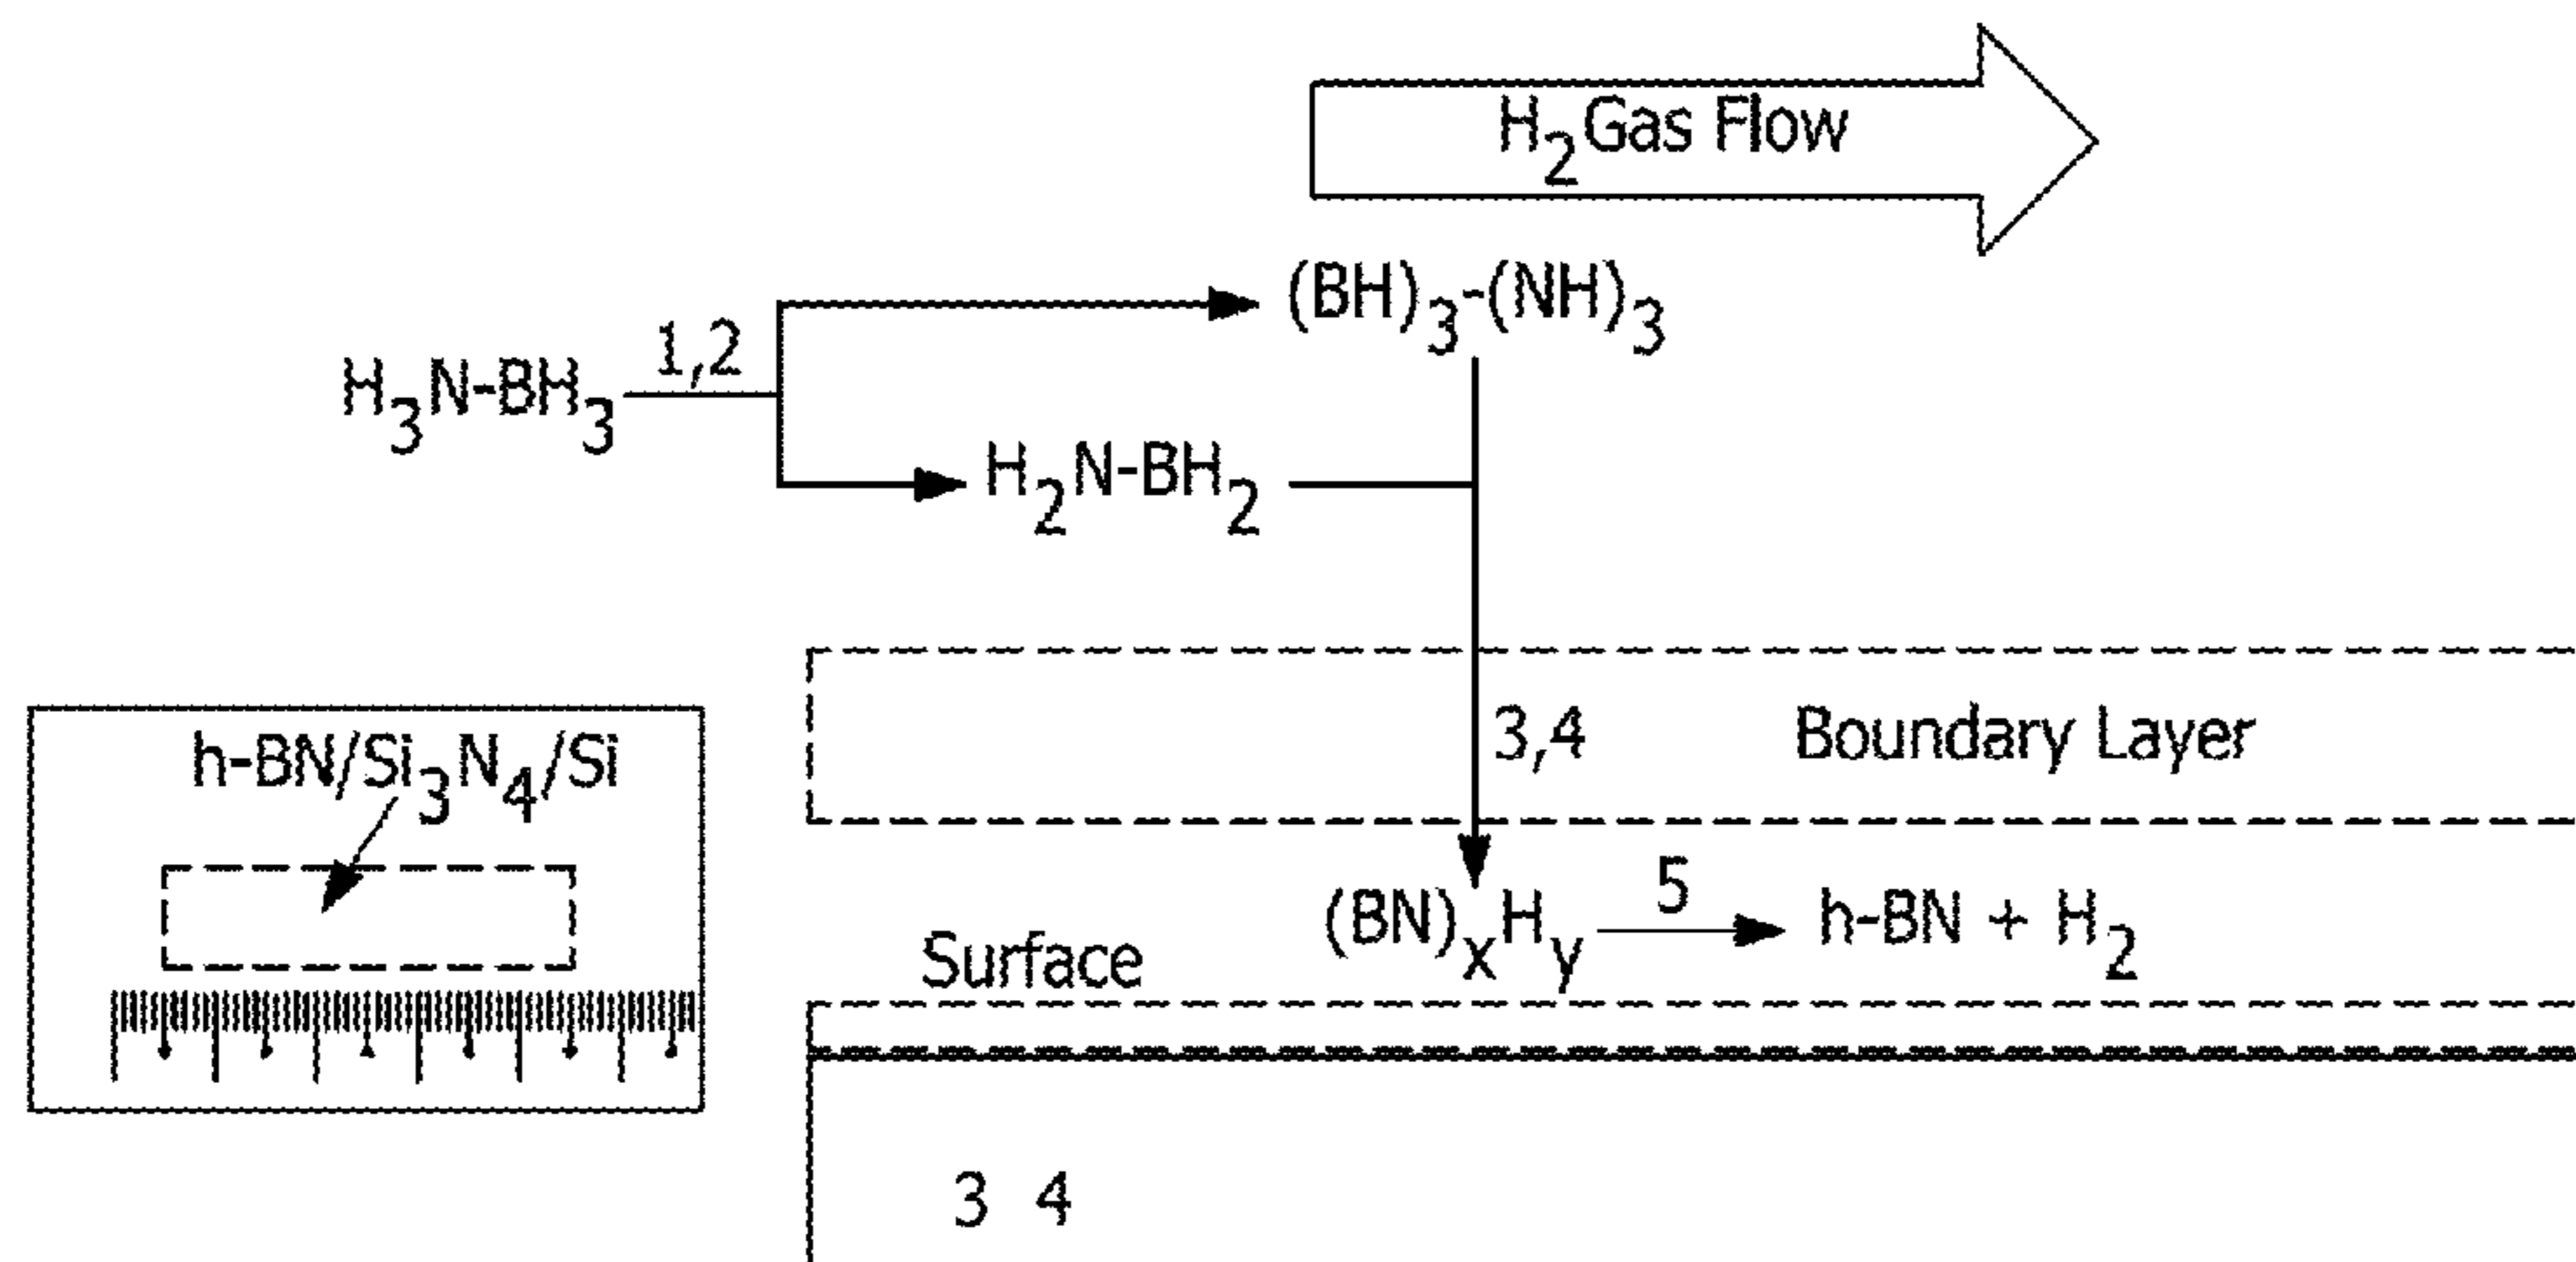 H2Gas Flow
(BH)3-(NH)3
1,2
H3N-BH3
H2N-BH2
3,4
Boundary Layer
h-BN/Si3N4/Si
(BN)xHy
5
h-BN + H2
Surface
3 4